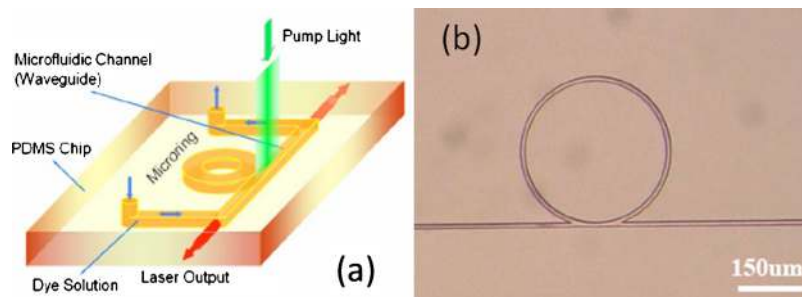 Pump Light
Microfluidic Channel
(Waveguide)
PDMS Chip
Microring
Dye Solution
Laser Output
(a)
(b)
150um